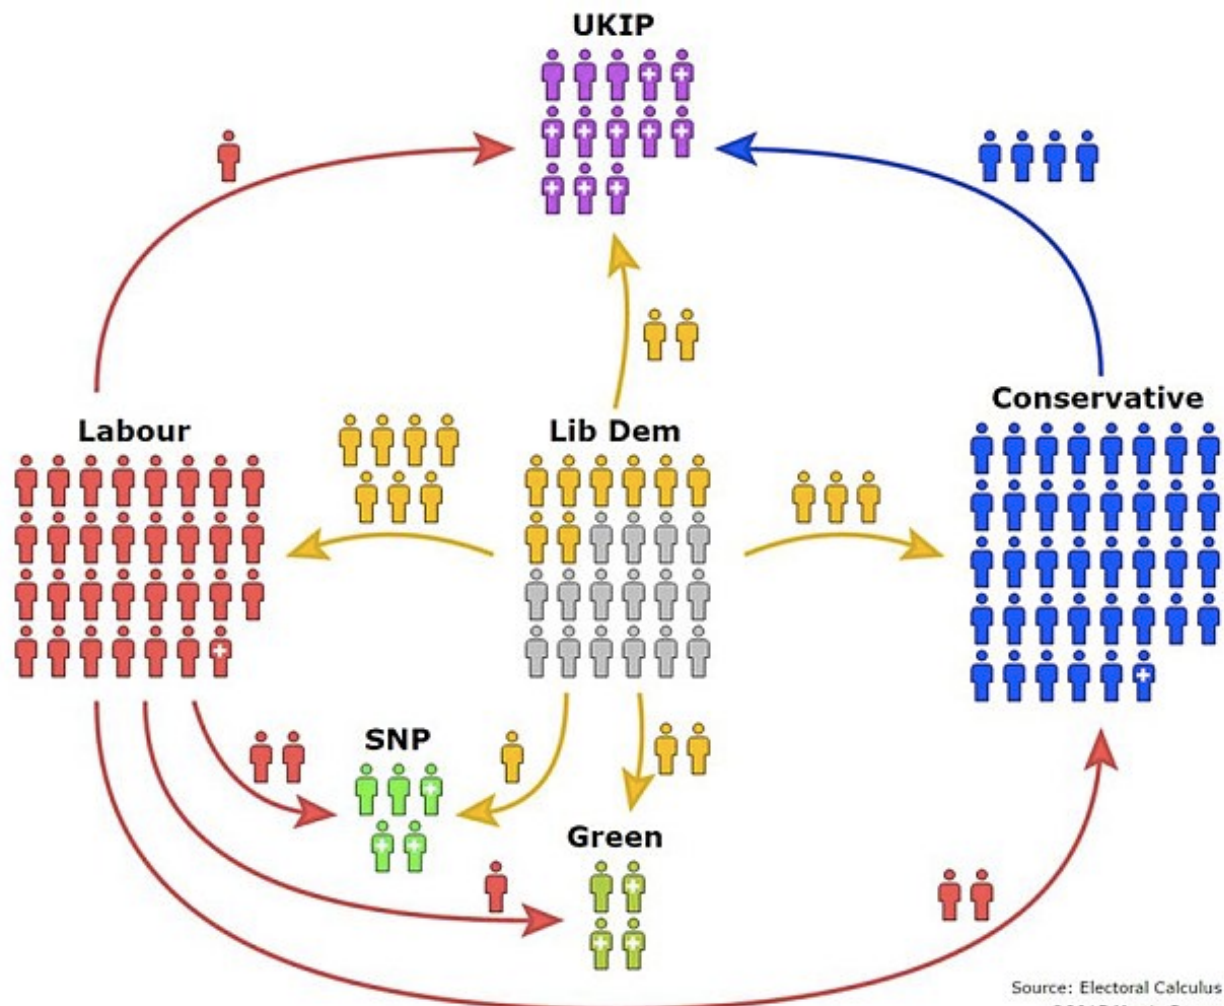 UKIP
Conservative
Labour
Lib Dem
SNP
Green
Source: Electoral Calculus